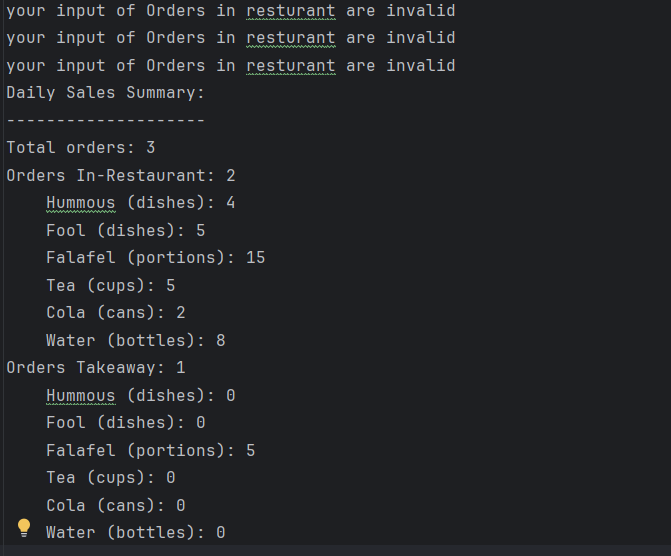 your input of Orders in resturant are invalid
your input of Orders in resturant are invalid
your input of Orders in resturant are invalid
Daily Sales Summary:
--------------------
Total orders: 3
Orders In-Restaurant: 2
Hummous (dishes): 4
Fool (dishes): 5
Falafel (portions): 15
Tea (cups): 5
Cola (cans): 2
Water (bottles): 8
Orders Takeaway: 1
Hummous (dishes): 0
Fool (dishes): 0
Falafel (portions): 5
Tea (cups): 0
Cola (cans): 0
Water (bottles): 0